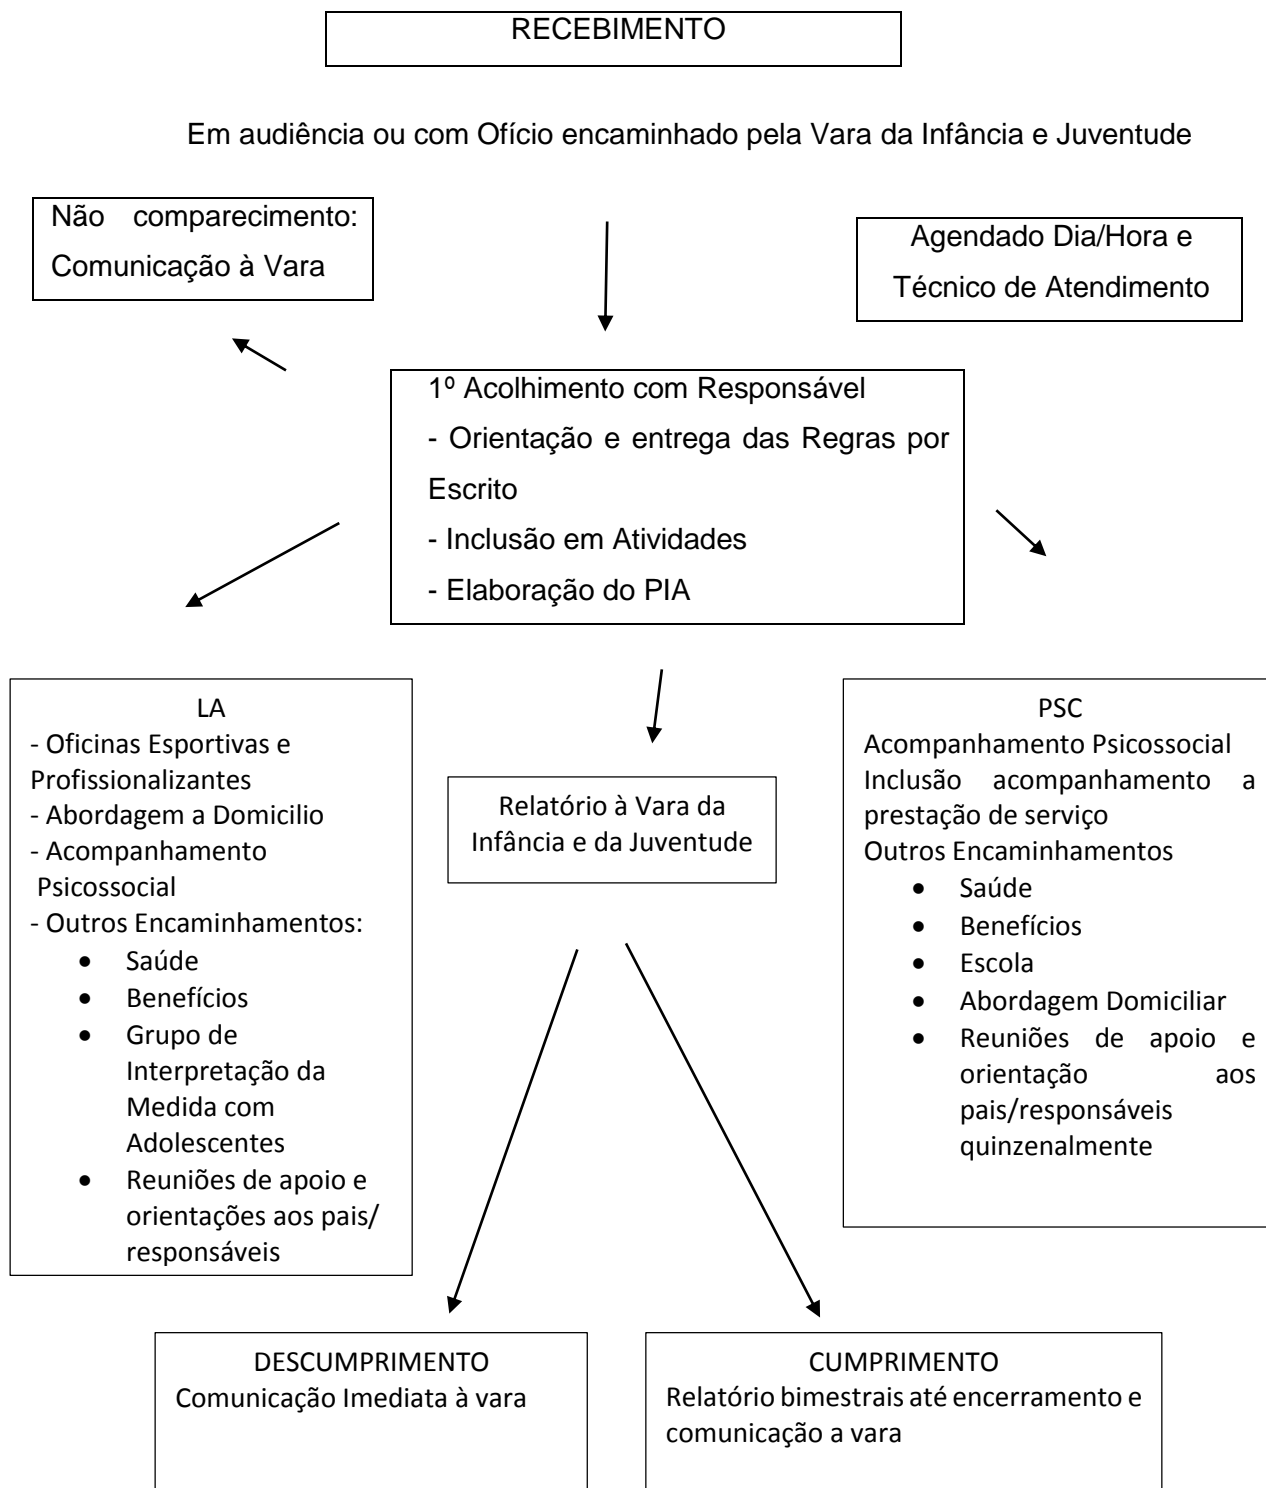 RECEBIMENTO
Em audiência ou com Ofício encaminhado pela Vara da Infância e Juventude
Não comparecimento:
Comunicação à Vara
Agendado Dia/Hora e
Técnico de Atendimento
1º Acolhimento com Responsável
- Orientação e entrega das Regras por
Escrito
- Inclusão em Atividades
- Elaboração do PIA
LA
- Oficinas Esportivas e
Profissionalizantes
- Abordagem a Domicilio
- Acompanhamento
Psicossocial
- Outros Encaminhamentos:
• Saúde
• Benefícios
• Grupo de
Interpretação da
Medida com
Adolescentes
• Reuniões de apoio e
orientações aos pais/
responsáveis
Relatório à Vara da
Infância e da Juventude
PSC
Acompanhamento Psicossocial
Inclusão acompanhamento a
prestação de serviço
Outros Encaminhamentos
• Saúde
• Benefícios
• Escola
• Abordagem Domiciliar
• Reuniões de apoio e
orientação aos
pais/responsáveis
quinzenalmente
DESCUMPRIMENTO
Comunicação Imediata à vara
CUMPRIMENTO
Relatório bimestrais até encerramento e
comunicação a vara